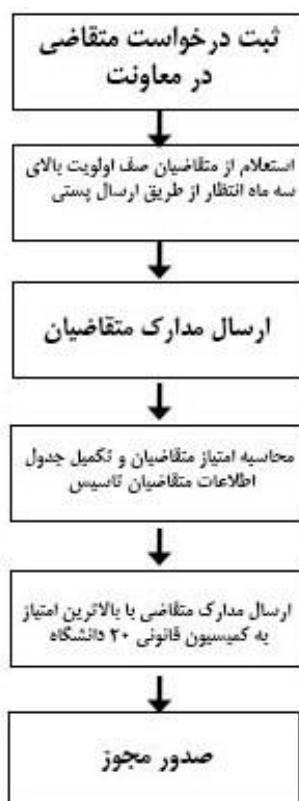 ثبت درخواست متقاضی
در معاونت
استعلام از متقاضیان صف اولویت بالای
سه ماه انتظار از طریق ارسال پستی
ارسال مدارک متقاضیان
محاسبه امتیاز متقاضیان و تکمیل جدول
اطلاعات متقاضیان تاسیس
ارسال مدارک متقاضی با بالاترین امتیاز
به کمیسیون قانونی ۲۰ دانشگاه
صدور مجوز